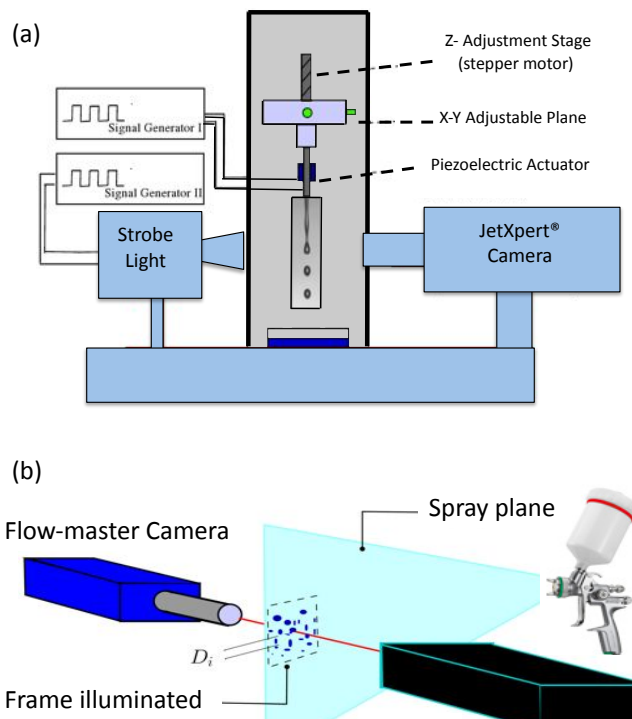 (a)
Z- Adjustment Stage
(stepper motor)
X-Y Adjustable Plane
Signal Generator I
Piezoelectric Actuator
Signal Generator II
Strobe
Light
JetXpert®
Camera
(b)
Spray plane
Flow-master Camera
D_i
Frame illuminated